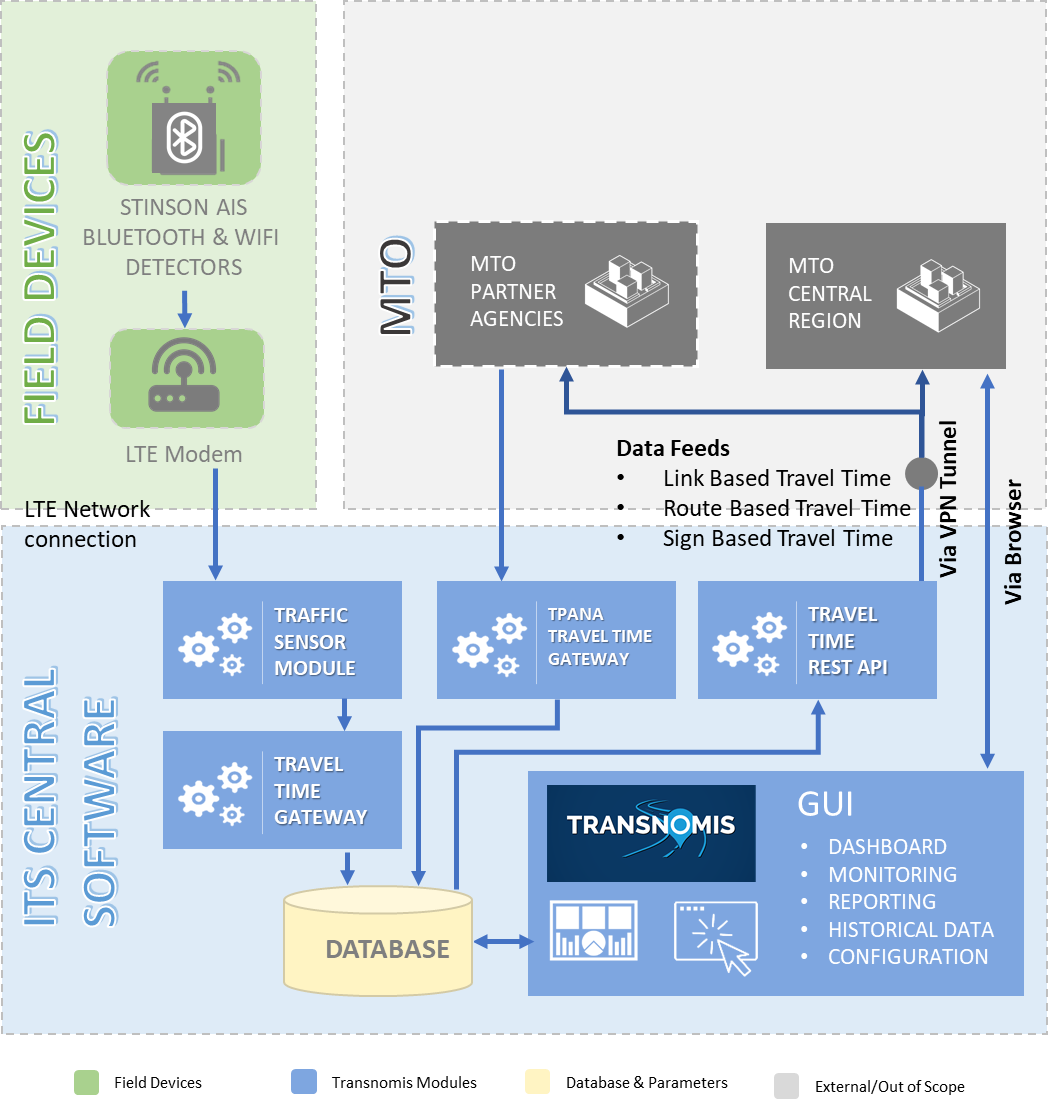 FIELD DEVICES
STINSON AIS
BLUETOOTH & WIFI
DETECTORS
LTE Modem
LTE Network
connection
MTO
MTO
PARTNER
AGENCIES
MTO
CENTRAL
REGION
Data Feeds
• Link Based Travel Time
• Route Based Travel Time
• Sign Based Travel Time
Via VPN Tunnel
Via Browser
ITS CENTRAL
SOFTWARE
TRAFFIC
SENSOR
MODULE
TPANA
TRAVEL TIME
GATEWAY
TRAVEL
TIME
REST API
TRAVEL
TIME
GATEWAY
DATABASE
TRANSNOMIS
GUI
• DASHBOARD
• MONITORING
• REPORTING
• HISTORICAL DATA
• CONFIGURATION
Field Devices
Transnomis Modules
Database & Parameters
External/Out of Scope